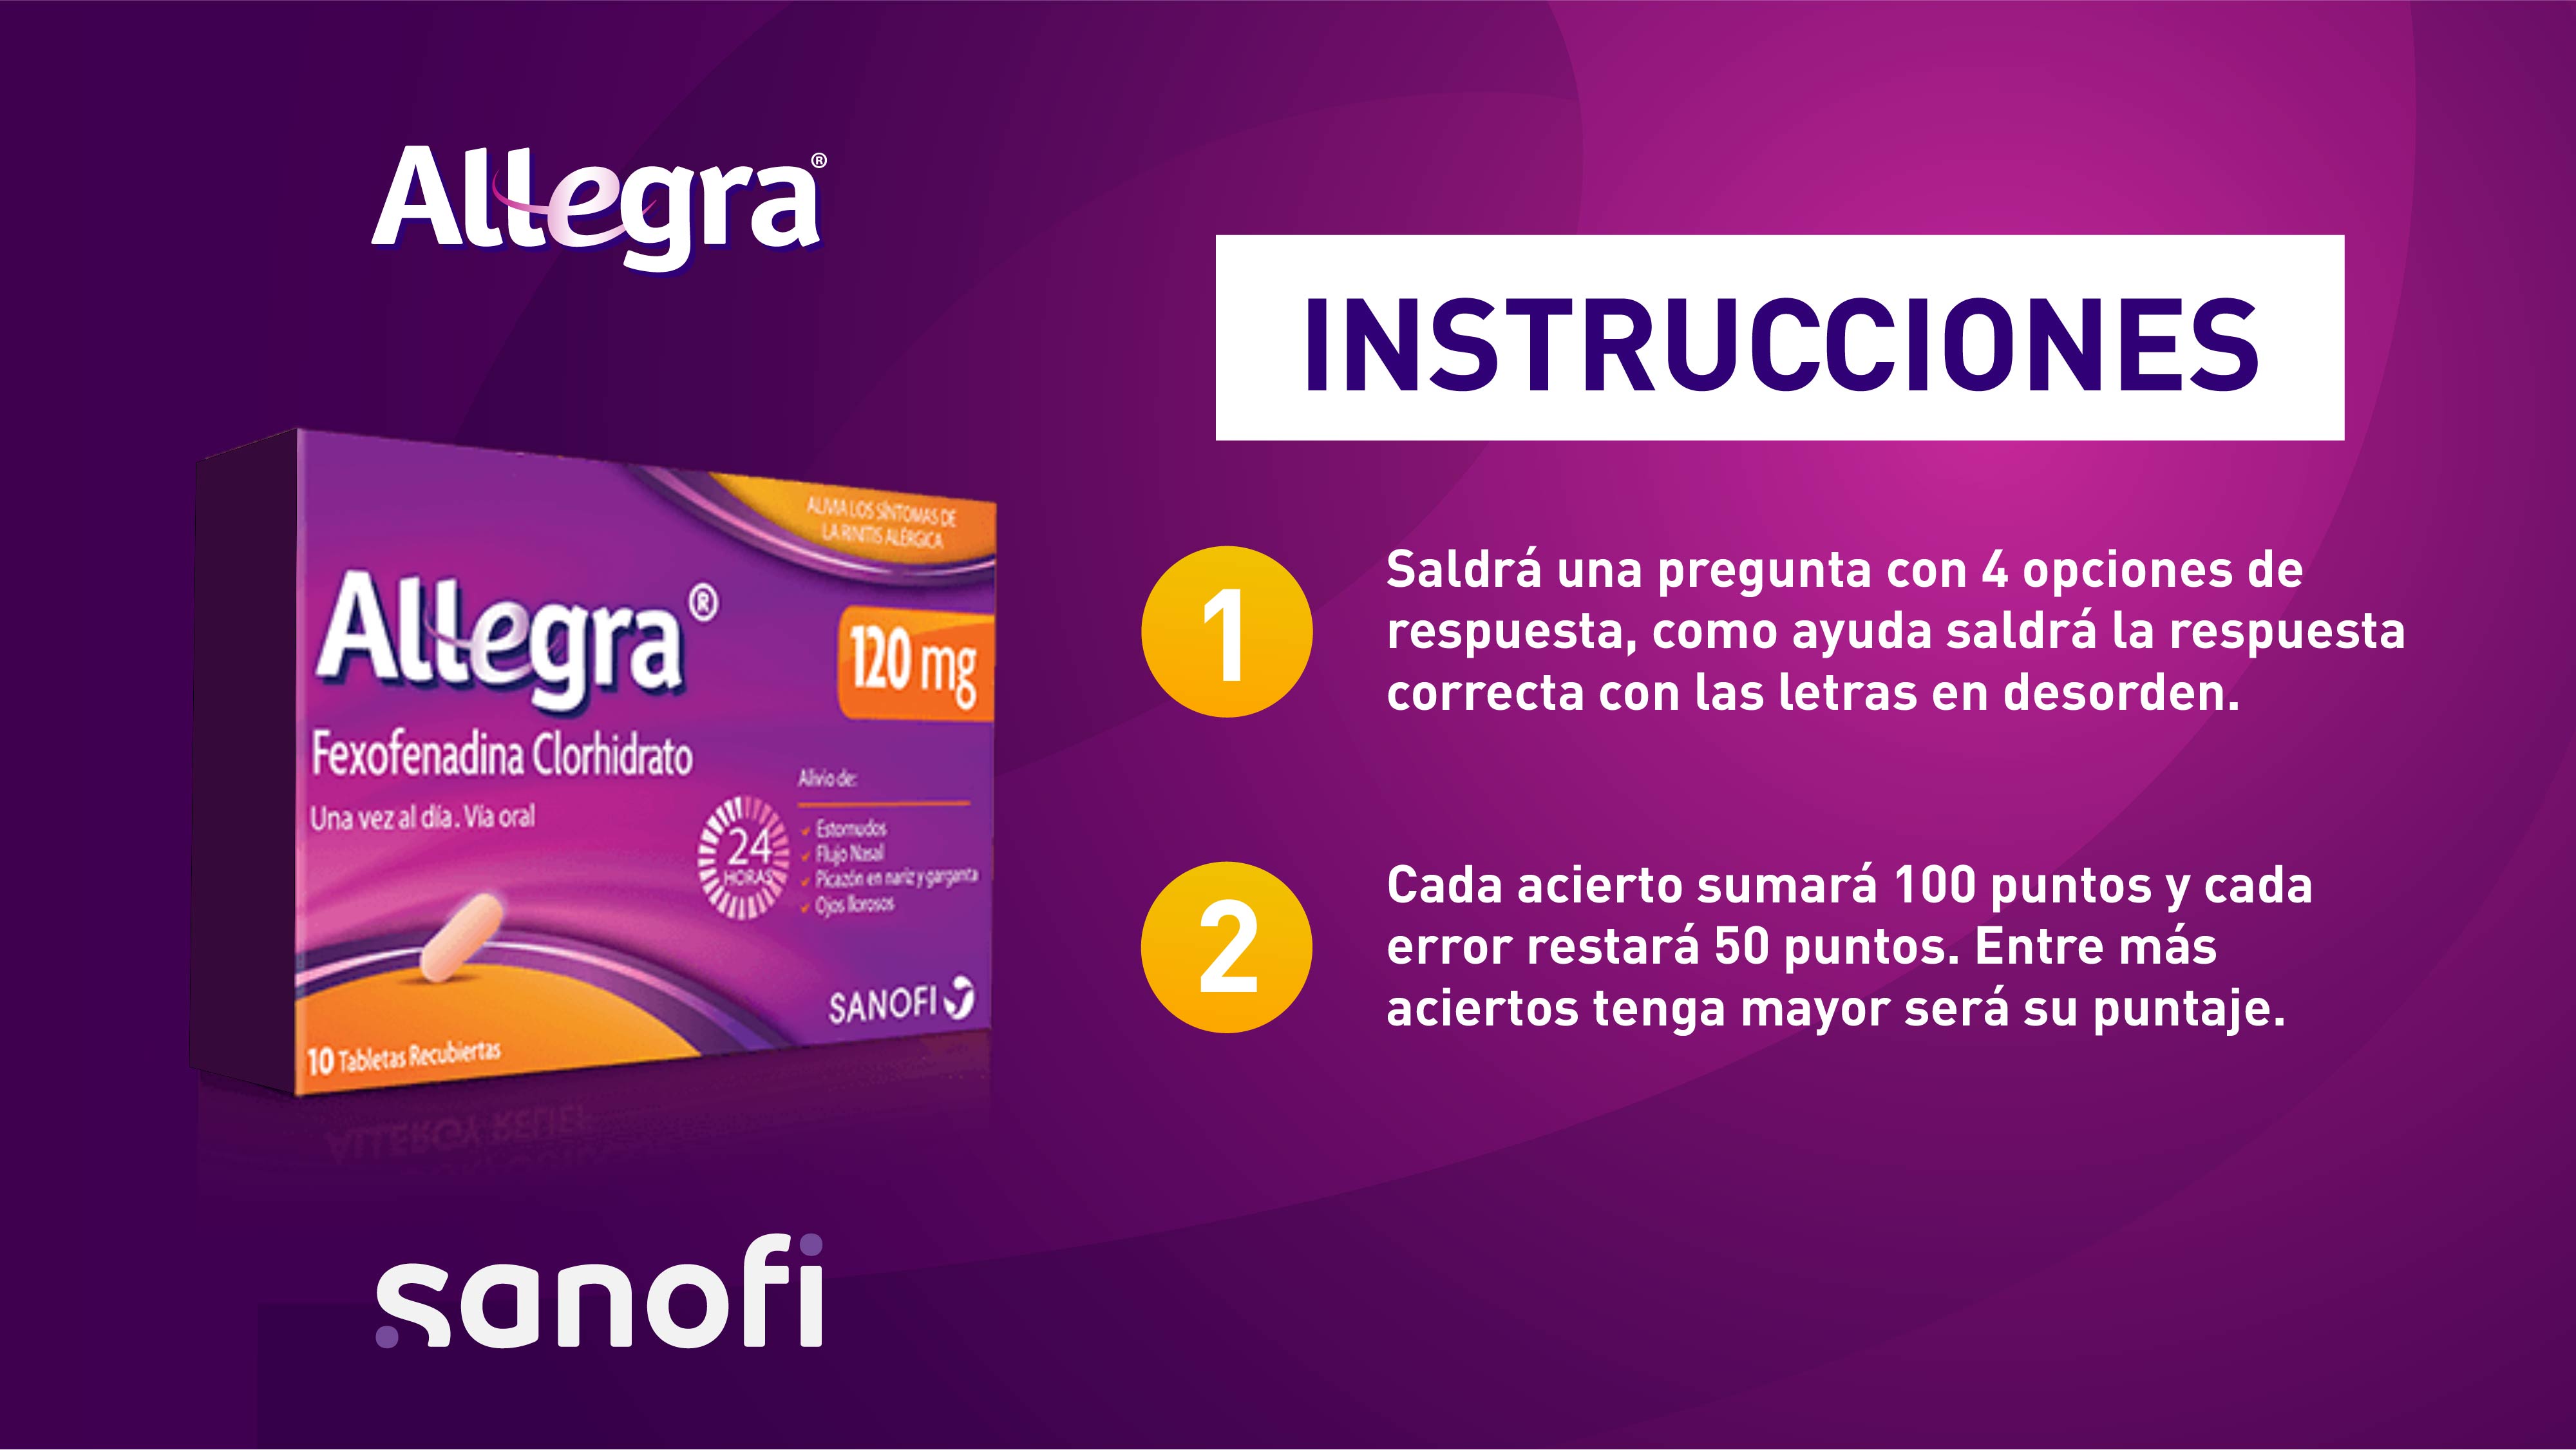 Allegra®
INSTRUCCIONES
ALIVIA LOS SÍNTOMAS DE
LA RINITIS ALÉRGICA
Allegra®
120 mg
Fexofenadina Clorhidrato
Una vez al día. Vía oral
24
HORAS
Alivio de:
Estornudos
Flujo Nasal
Picazón en nariz y garganta
Ojos llorosos
SANOFI
10 Tabletas Recubiertas
ALLERGY RELIEF
1
Saldrá una pregunta con 4 opciones de
respuesta, como ayuda saldrá la respuesta
correcta con las letras en desorden.
2
Cada acierto sumará 100 puntos y cada
error restará 50 puntos. Entre más
aciertos tenga mayor será su puntaje.
sanofi